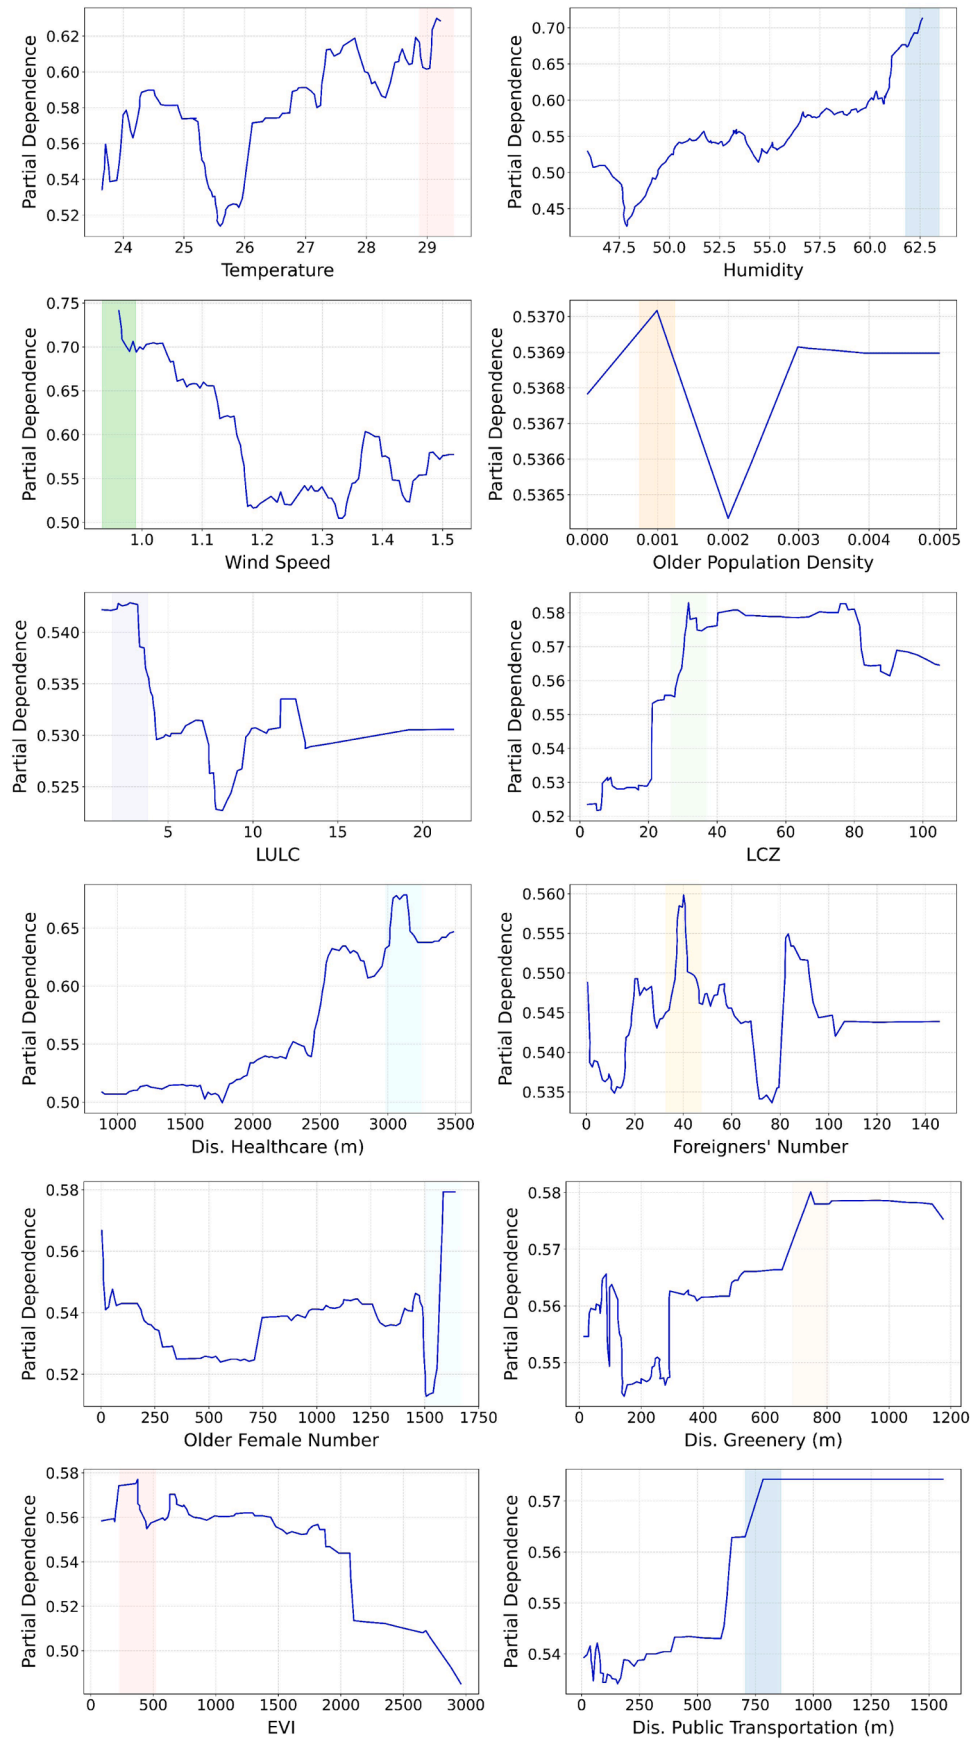 Partial Dependence
0.62
0.60
0.58
0.56
0.54
0.52
24 25 26 27 28 29
Temperature
Partial Dependence
0.70
0.65
0.60
0.55
0.50
0.45
47.5 50.0 52.5 55.0 57.5 60.0 62.5
Humidity
Partial Dependence
0.75
0.70
0.65
0.60
0.55
0.50
1.0 1.1 1.2 1.3 1.4 1.5
Wind Speed
Partial Dependence
0.5370
0.5369
0.5368
0.5367
0.5366
0.5365
0.000 0.001 0.002 0.003 0.004 0.005
Older Population Density
Partial Dependence
0.540
0.535
0.530
0.525
5 10 15 20
LULC
Partial Dependence
0.58
0.57
0.56
0.55
0.54
0.53
0.52
0 20 40 60 80 100
LCZ
Partial Dependence
0.65
0.60
0.55
0.50
1000 1500 2000 2500 3000 3500
Dis. Healthcare (m)
Partial Dependence
0.560
0.555
0.550
0.545
0.540
0.535
0 20 40 60 80 100 120 140
Foreigners' Number
Partial Dependence
0.58
0.56
0.54
0.52
0 250 500 750 1000 1250 1500 1750
Older Female Number
Partial Dependence
0.58
0.57
0.56
0.55
0 200 400 600 800 1000 1200
Dis. Greenery (m)
Partial Dependence
0.58
0.56
0.54
0.52
0.50
0 500 1000 1500 2000 2500 3000
EVI
Partial Dependence
0.57
0.56
0.55
0.54
0 250 500 750 1000 1250 1500
Dis. Public Transportation (m)